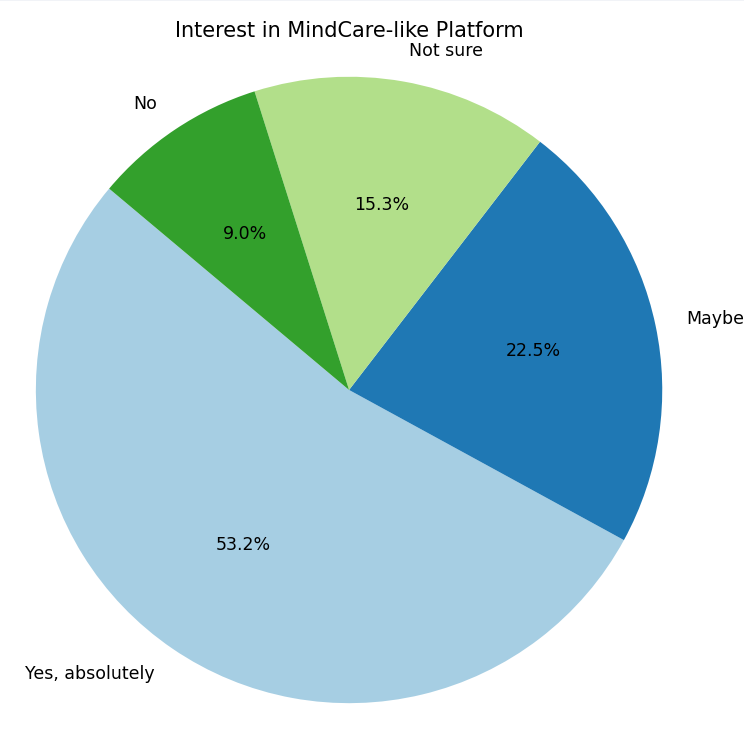 Interest in MindCare-like Platform
Not sure
No
15.3%
9.0%
Maybe
22.5%
53.2%
Yes, absolutely